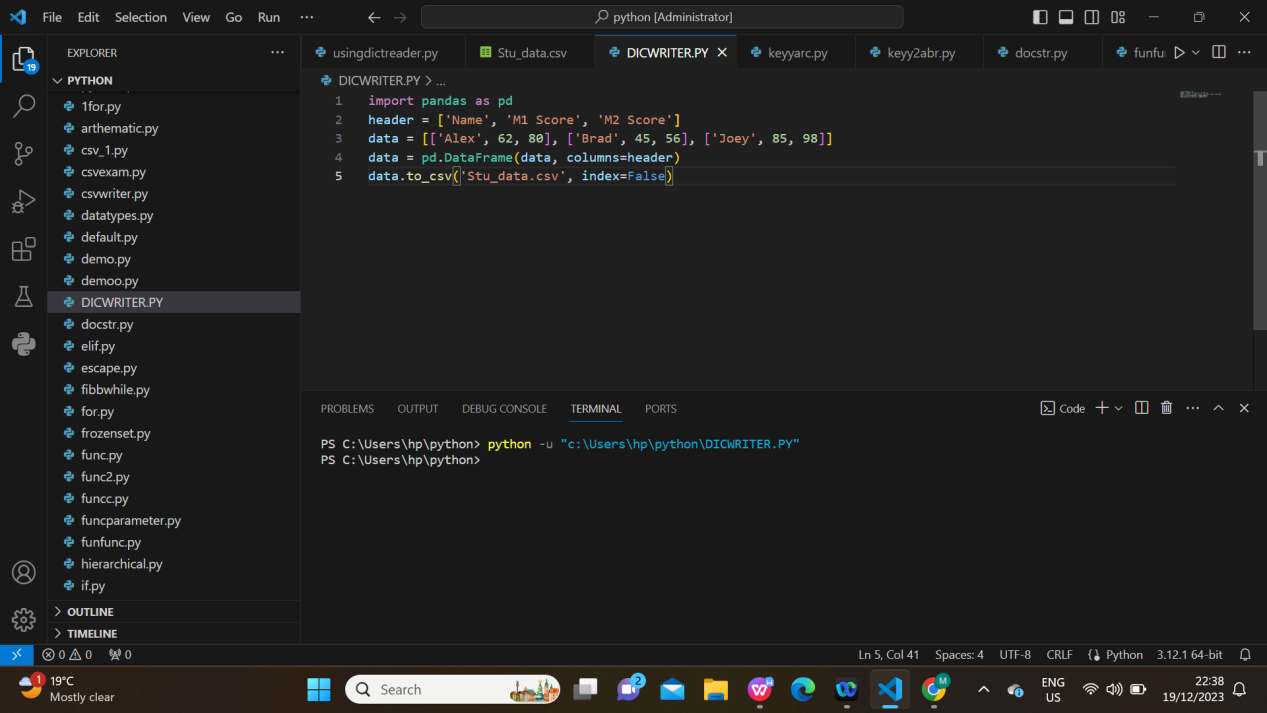 File Edit Selection View Go Run ...
python [Administrator]
EXPLORER
19
PYTHON
1for.py
arthematic.py
csv_1.py
csvexam.py
csvwriter.py
datatypes.py
default.py
demo.py
demoo.py
DICWRITER.PY
docstr.py
elif.py
escape.py
fibbwhile.py
for.py
frozenset.py
func.py
func2.py
funcc.py
funcparameter.py
funfunc.py
hierarchical.py
if.py
OUTLINE
TIMELINE
usingdictreader.py Stu_data.csv DICWRITER.PY keyyarc.py keyy2abr.py docstr.py funfu
DICWRITER.PY > ...
1 import pandas as pd
2 header = ['Name', 'M1 Score', 'M2 Score']
3 data = [['Alex', 62, 80], ['Brad', 45, 56], ['Joey', 85, 98]]
4 data = pd.DataFrame(data, columns=header)
5 data.to_csv('Stu_data.csv', index=False)
PROBLEMS OUTPUT DEBUG CONSOLE TERMINAL PORTS
Code
PS C:\Users\hp\python> python -u "c:\Users\hp\python\DICWRITER.PY"
PS C:\Users\hp\python>
0 0 0
Ln 5, Col 41 Spaces: 4 UTF-8 CRLF Python 3.12.1 64-bit
1
19°C
Mostly clear
Search
2
M
ENG
US
22:38
19/12/2023